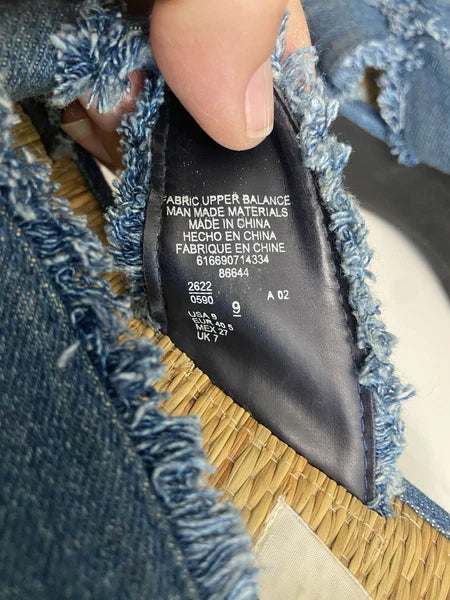 FABRIC UPPER BALANCE
MAN MADE MATERIALS
MADE IN CHINA
HECHO EN CHINA
FABRIQUE EN CHINE
616690714334
86644
2622
0590
9
A 02
USA 9
EUR 40 5
MEX 27
UK 7